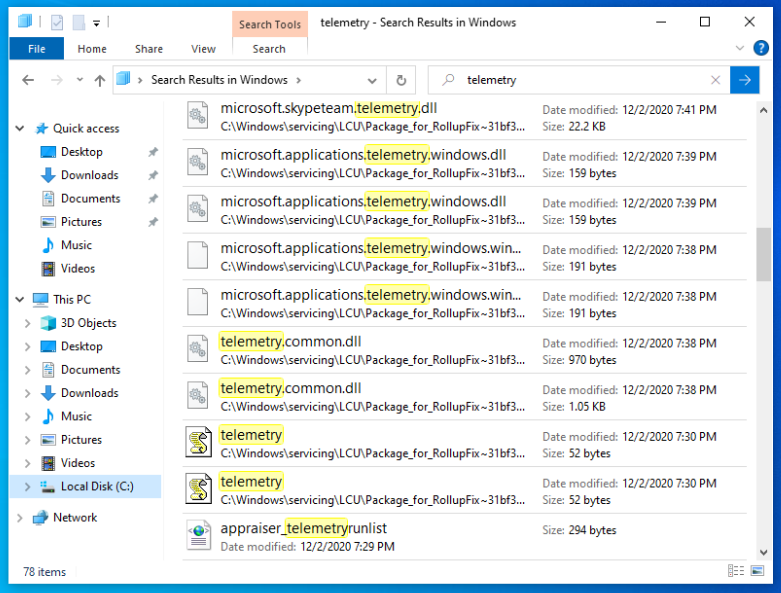 Search Tools
telemetry - Search Results in Windows
File Home Share View Search
Search Results in Windows
telemetry
Quick access
Desktop
Downloads
Documents
Pictures
Music
Videos
This PC
3D Objects
Desktop
Documents
Downloads
Music
Pictures
Videos
Local Disk (C:)
Network
microsoft.skypeteam.telemetry.dll
Date modified: 12/2/2020 7:41 PM
C:\Windows\servicing\LCU\Package_for_RollupFix~31bf3...
Size: 22.2 KB
microsoft.applications.telemetry.windows.dll
Date modified: 12/2/2020 7:39 PM
C:\Windows\servicing\LCU\Package_for_RollupFix~31bf3...
Size: 159 bytes
microsoft.applications.telemetry.windows.dll
Date modified: 12/2/2020 7:39 PM
C:\Windows\servicing\LCU\Package_for_RollupFix~31bf3...
Size: 159 bytes
microsoft.applications.telemetry.windows.win...
Date modified: 12/2/2020 7:38 PM
C:\Windows\servicing\LCU\Package_for_RollupFix~31bf3...
Size: 191 bytes
microsoft.applications.telemetry.windows.win...
Date modified: 12/2/2020 7:38 PM
C:\Windows\servicing\LCU\Package_for_RollupFix~31bf3...
Size: 191 bytes
telemetry.common.dll
Date modified: 12/2/2020 7:38 PM
C:\Windows\servicing\LCU\Package_for_RollupFix~31bf3...
Size: 970 bytes
telemetry.common.dll
Date modified: 12/2/2020 7:38 PM
C:\Windows\servicing\LCU\Package_for_RollupFix~31bf3...
Size: 1.05 KB
telemetry
Date modified: 12/2/2020 7:30 PM
C:\Windows\servicing\LCU\Package_for_RollupFix~31bf3...
Size: 52 bytes
telemetry
Date modified: 12/2/2020 7:30 PM
C:\Windows\servicing\LCU\Package_for_RollupFix~31bf3...
Size: 52 bytes
appraiser_telemetryrunlist
Size: 294 bytes
Date modified: 12/2/2020 7:29 PM
78 items